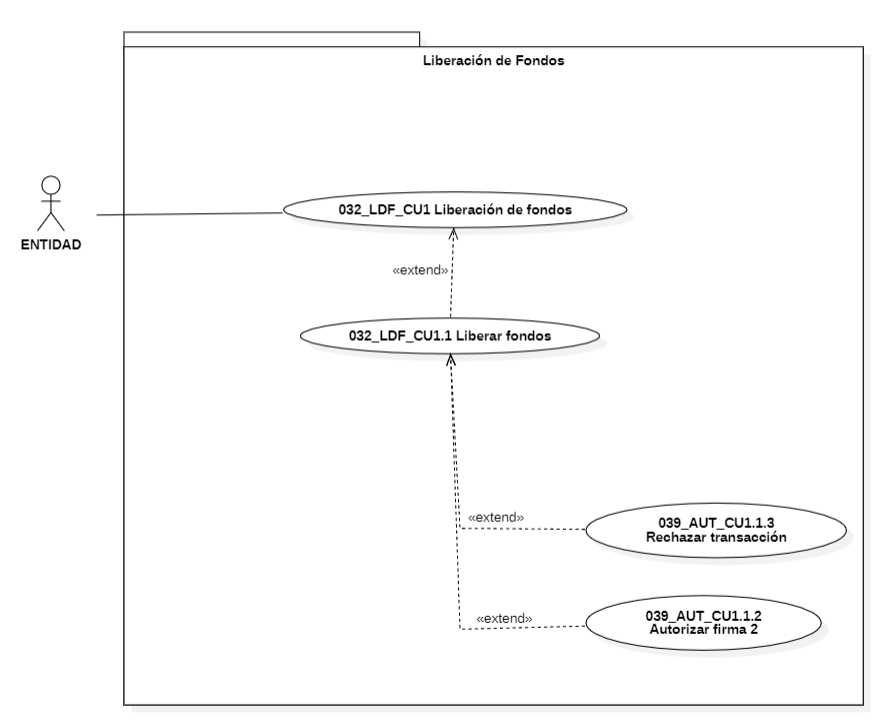 Liberación de Fondos
032_LDF_CU1 Liberación de fondos
ENTIDAD
«extend»
032_LDF_CU1.1 Liberar fondos
«extend»
039_AUT_CU1.1.3
Rechazar transacción
«extend»
039_AUT_CU1.1.2
Autorizar firma 2